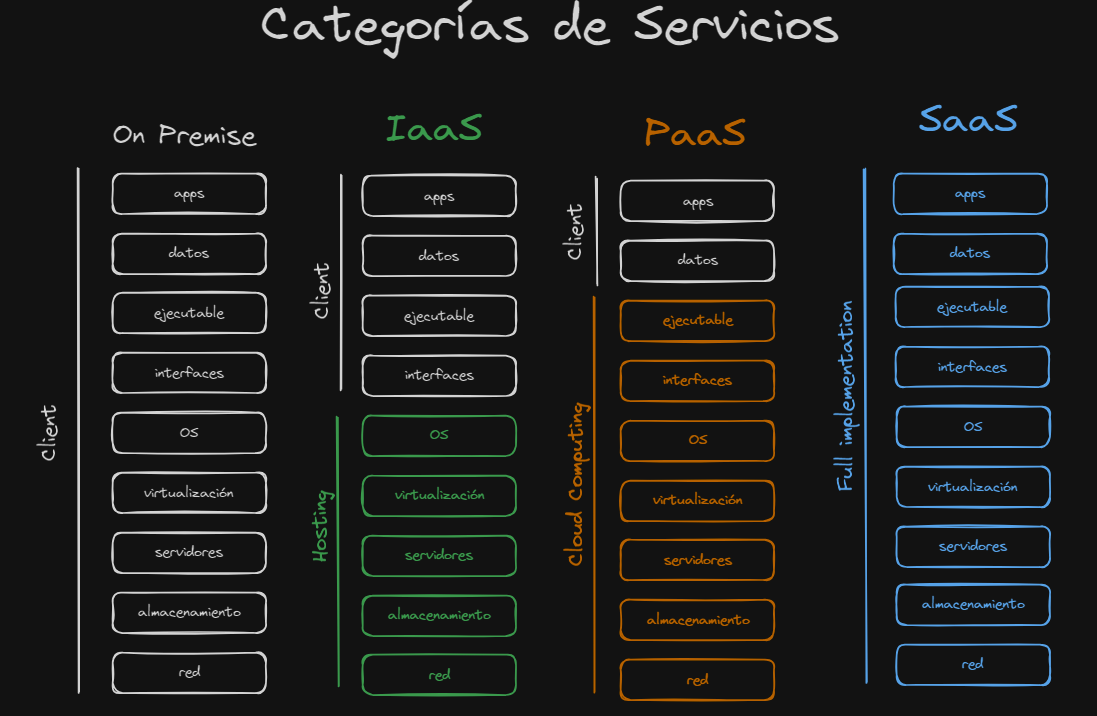 Categorías de Servicios
On Premise
Client
apps
datos
ejecutable
interfaces
OS
virtualización
servidores
almacenamiento
red
IaaS
Client
apps
datos
ejecutable
interfaces
Hosting
OS
virtualización
servidores
almacenamiento
red
PaaS
Client
apps
datos
Cloud Computing
ejecutable
interfaces
OS
virtualización
servidores
almacenamiento
red
SaaS
Full implementation
apps
datos
ejecutable
interfaces
OS
virtualización
servidores
almacenamiento
red